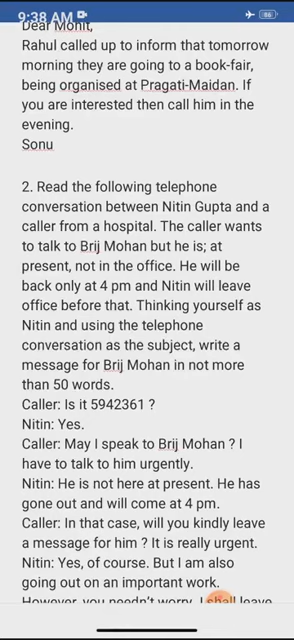 9:38 AM
Dear Mohit,
Rahul called up to inform that tomorrow
morning they are going to a book-fair,
being organised at Pragati-Maidan. If
you are interested then call him in the
evening.
Sonu
2. Read the following telephone
conversation between Nitin Gupta and a
caller from a hospital. The caller wants
to talk to Brij Mohan but he is; at
present, not in the office. He will be
back only at 4 pm and Nitin will leave
office before that. Thinking yourself as
Nitin and using the telephone
conversation as the subject, write a
message for Brij Mohan in not more
than 50 words.
Caller: Is it 5942361 ?
Nitin: Yes.
Caller: May I speak to Brij Mohan ? I
have to talk to him urgently.
Nitin: He is not here at present. He has
gone out and will come at 4 pm.
Caller: In that case, will you kindly leave
a message for him ? It is really urgent.
Nitin: Yes, of course. But I am also
going out on an important work.
However, you needn't worry. I shall leave